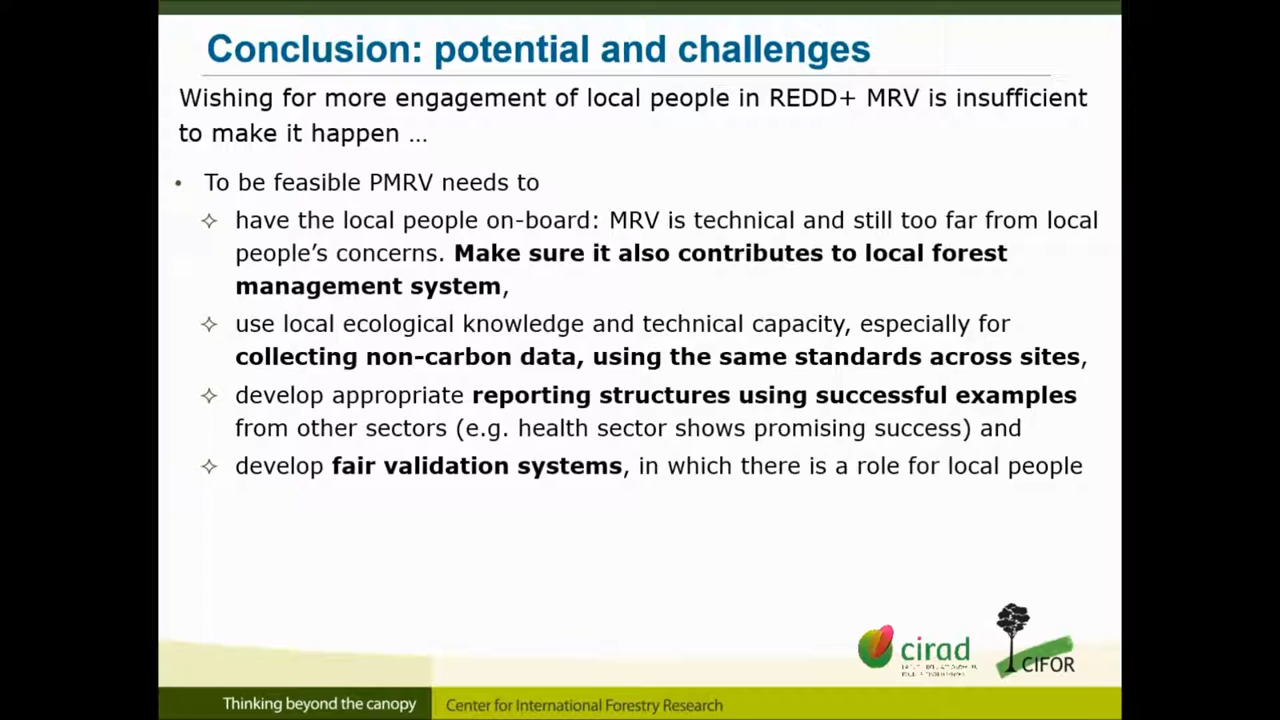 Conclusion: potential and challenges
Wishing for more engagement of local people in REDD+ MRV is insufficient
to make it happen ...
• To be feasible PMRV needs to
✧ have the local people on-board: MRV is technical and still too far from local
people’s concerns. Make sure it also contributes to local forest
management system,
✧ use local ecological knowledge and technical capacity, especially for
collecting non-carbon data, using the same standards across sites,
✧ develop appropriate reporting structures using successful examples
from other sectors (e.g. health sector shows promising success) and
✧ develop fair validation systems, in which there is a role for local people
cirad
CIFOR
Thinking beyond the canopy
Center for International Forestry Research